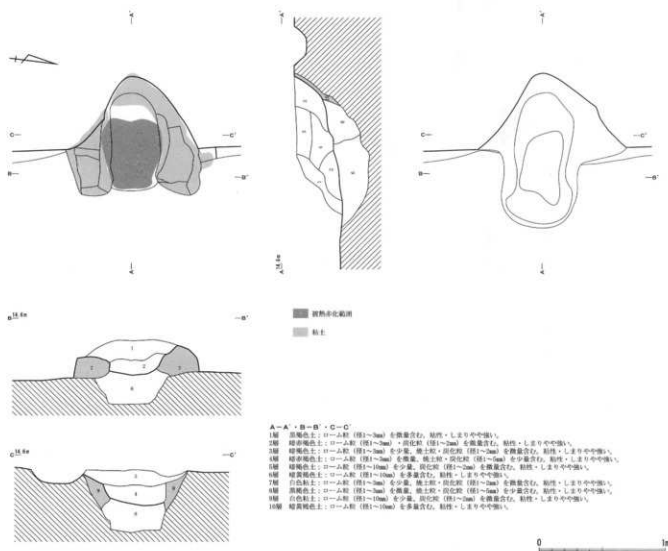 A'
A'
A'
C
C'
B
B'
A
A
A 14.6m
C
C'
B
B'
被熱赤化範囲
粘土
B 14.6m
B'
1
2
3
6
C 14.6m
C'
A-A'・B-B'・C-C'
1層 黒褐色土；ローム粒（径1～3㎜）を微量含む。粘性・しまりやや強い。
2層 暗赤褐色土；ローム粒（径1～3㎜）・炭化粒（径1～2㎜）を微量含む。粘性・しまりやや強い。
3層 暗褐色土；ローム粒（径1～3㎜）を少量、焼土粒・炭化粒（径1～2㎜）を微量含む。粘性・しまりやや強い。
4層 暗赤褐色土；ローム粒（径1～3㎜）を微量、焼土粒・炭化粒（径1～5㎜）を少量含む。粘性・しまりやや強い。
5層 暗褐色土；ローム粒（径1～10㎜）を少量、炭化粒（径1～2㎜）を微量含む。粘性・しまりやや強い。
6層 暗黄褐色土；ローム粒（径1～10㎜）を多量含む。粘性・しまりやや強い。
7層 白色粘土；ローム粒（径1～3㎜）を少量、焼土粒・炭化粒（径1～2㎜）を微量含む。粘性・しまりやや強い。
8層 黒褐色土；ローム粒（径1～3㎜）を微量、焼土粒・炭化粒（径1～5㎜）を少量含む。粘性・しまりやや強い。
9層 白色粘土；ローム粒（径1～10㎜）を少量、炭化粒（径1～2㎜）を微量含む。粘性・しまりやや強い。
10層 暗黄褐色土；ローム粒（径1～10㎜）を多量含む。粘性・しまりやや強い。
0 1m